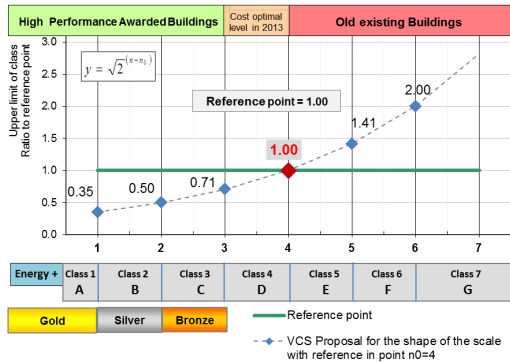 High Performance Awarded Buildings
Cost optimal
level in 2013
Old existing Buildings
Upper limit of class
Ratio to reference point
3.0
2.5
2.0
1.5
1.0
0.5
0.0
y = √2^(n−n₀)
Reference point = 1.00
0.35
0.50
0.71
1.00
1.41
2.00
1 2 3 4 5 6 7
Energy +
Class 1
A
Class 2
B
Class 3
C
Class 4
D
Class 5
E
Class 6
F
Class 7
G
Gold
Silver
Bronze
Reference point
VCS Proposal for the shape of the scale
with reference in point n0=4